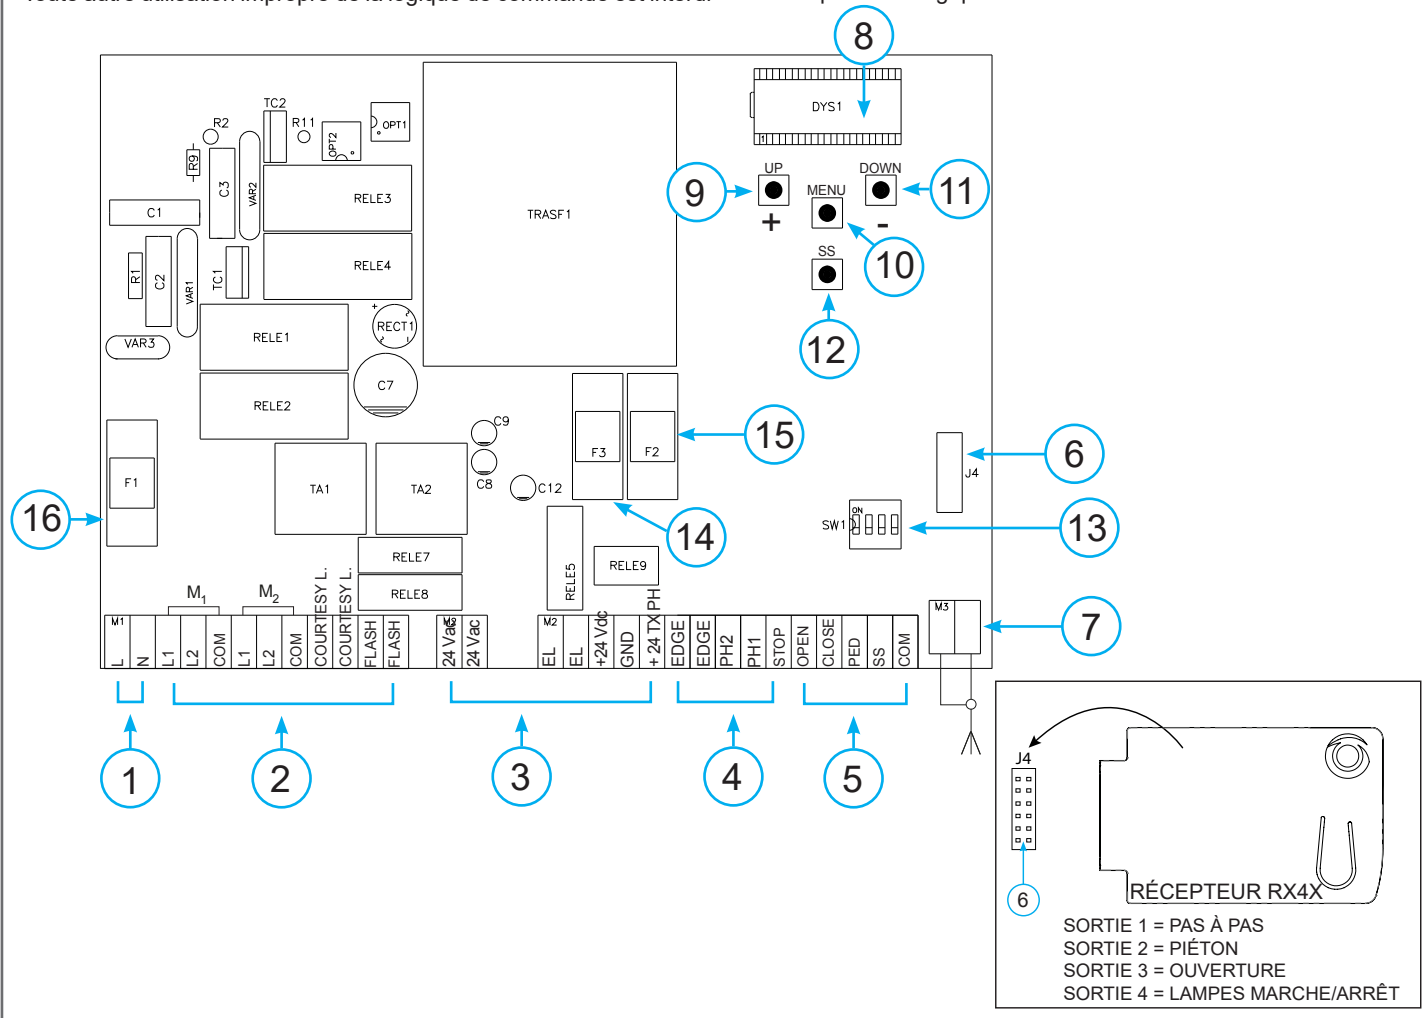 8
DYS1
1
UP
DOWN
9
MENU
11
+
-
10
SS
12
TC2
R2
R11
OPT2
OPT1
R9
C3
VAR2
RELE3
TRASF1
C1
RELE4
R1
C2
VAR1
TC1
RELE1
+
RECT1
VAR3
C7
RELE2
C9
F3
F2
15
6
J4
F1
TA1
TA2
C8
C12
16
14
ON
SW1
13
RELE7
RELE5
RELE9
RELE8
M1
M2
M1
L
N
L1
L2
COM
L1
L2
COM
COURTESY L.
COURTESY L.
FLASH
FLASH
M2
24 Vac
24 Vac
M2
EL
EL
+24 Vdc
GND
+ 24 TX PH
EDGE
EDGE
PH2
PH1
STOP
OPEN
CLOSE
PED
SS
COM
M3
7
1
2
3
4
5
J4
6
RÉCEPTEUR RX4X
SORTIE 1 = PAS À PAS
SORTIE 2 = PIÉTON
SORTIE 3 = OUVERTURE
SORTIE 4 = LAMPES MARCHE/ARRÊT